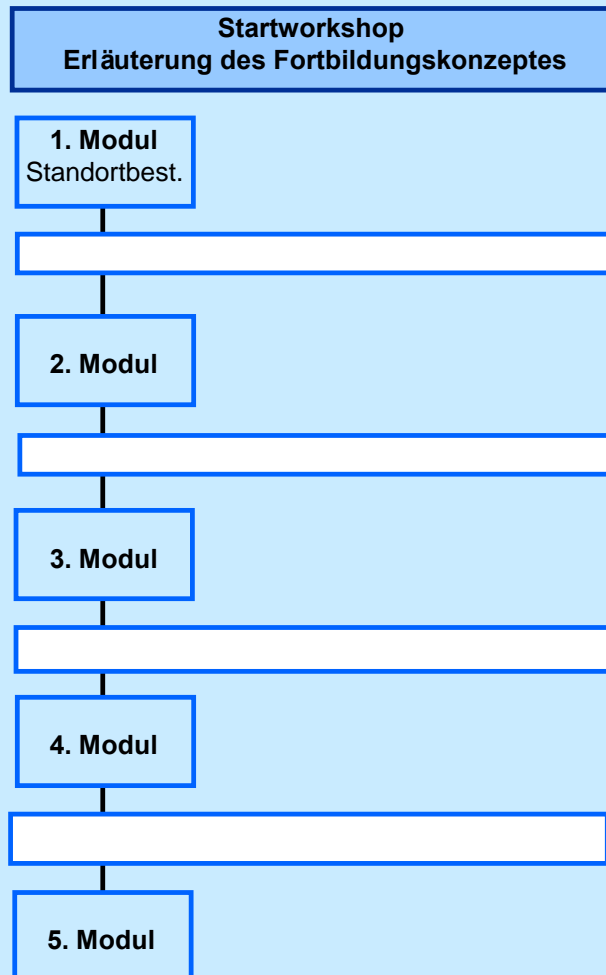 Startworkshop
Erläuterung des Fortbildungskonzeptes
1. Modul
Standortbest.
2. Modul
3. Modul
4. Modul
5. Modul